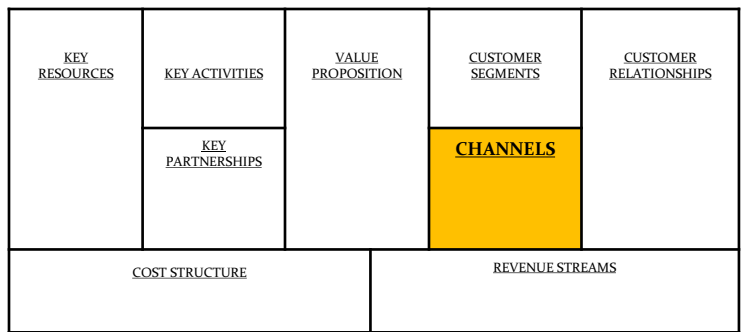 KEY
RESOURCES
KEY ACTIVITIES
VALUE
PROPOSITION
CUSTOMER
SEGMENTS
CUSTOMER
RELATIONSHIPS
KEY
PARTNERSHIPS
CHANNELS
COST STRUCTURE
REVENUE STREAMS